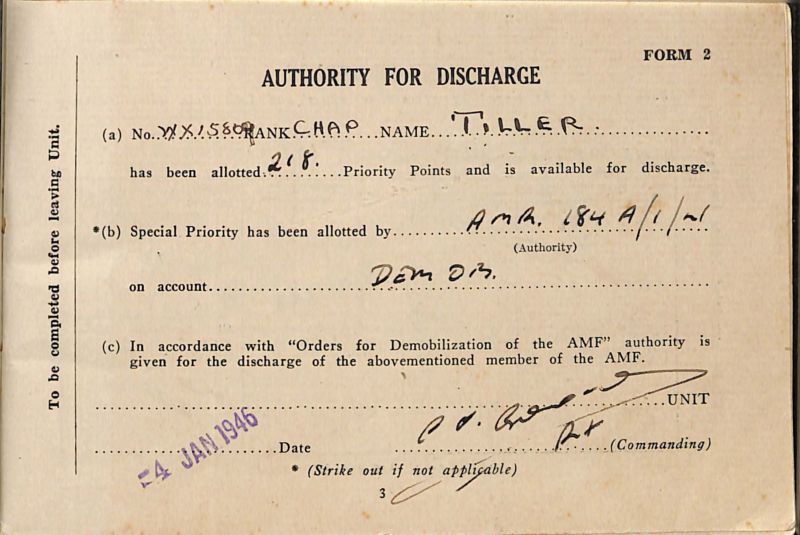 FORM 2
AUTHORITY FOR DISCHARGE
(a) No. WX15809 RANK CHAP NAME TILLER.
has been allotted 218. Priority Points and is available for discharge.
*(b) Special Priority has been allotted by AMR. 184 A/1/21
(Authority)
on account DEMOB.
(c) In accordance with "Orders for Demobilization of the AMF" authority is
given for the discharge of the abovementioned member of the AMF.
UNIT
4 JAN 1946 Date (Commanding)
* (Strike out if not applicable)
3
To be completed before leaving Unit.